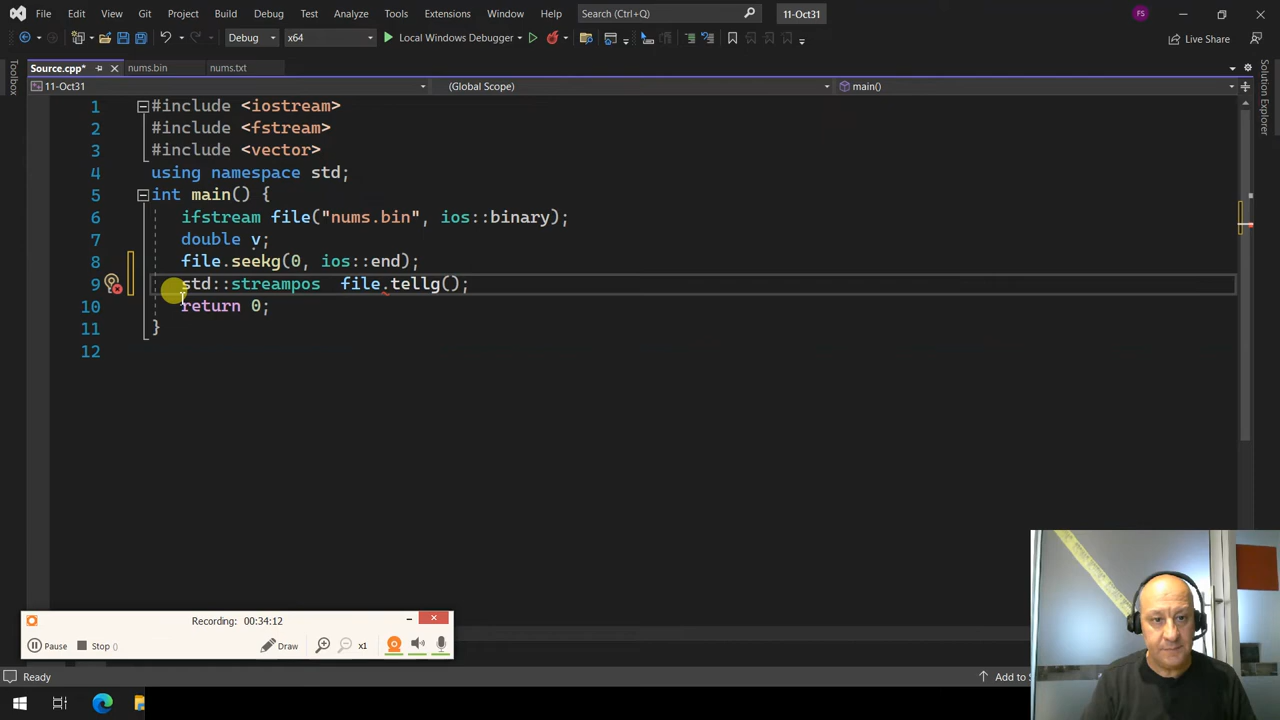 File Edit View Git Project Build Debug Test Analyze Tools Extensions Window Help Search (Ctrl+Q) 11-Oct31 FS
Debug x64 Local Windows Debugger Live Share
Toolbox
Source.cpp* nums.bin nums.txt
Solution Explorer
11-Oct31 (Global Scope) main()
1 #include <iostream>
2 #include <fstream>
3 #include <vector>
4 using namespace std;
5 int main() {
6 ifstream file("nums.bin", ios::binary);
7 double v;
8 file.seekg(0, ios::end);
9 std::streampos file.tellg();
10 return 0;
11 }
12
Recording: 00:34:12
Pause Stop () Draw x1
Ready Add to S